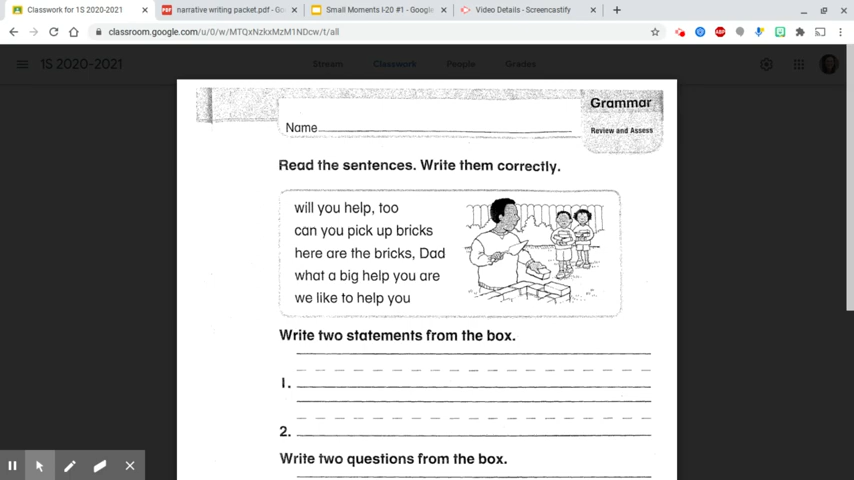 Classwork for 1S 2020-2021
narrative writing packet.pdf - Go
Small Moments I-20 #1 - Google
Video Details - Screencastify
classroom.google.com/u/0/w/MTQxNzkxMzM1NDcw/t/all
1S 2020-2021
Stream
Classwork
People
Grades
Grammar
Review and Assess
Name
Read the sentences. Write them correctly.
will you help, too
can you pick up bricks
here are the bricks, Dad
what a big help you are
we like to help you
Write two statements from the box.
1.
2.
Write two questions from the box.